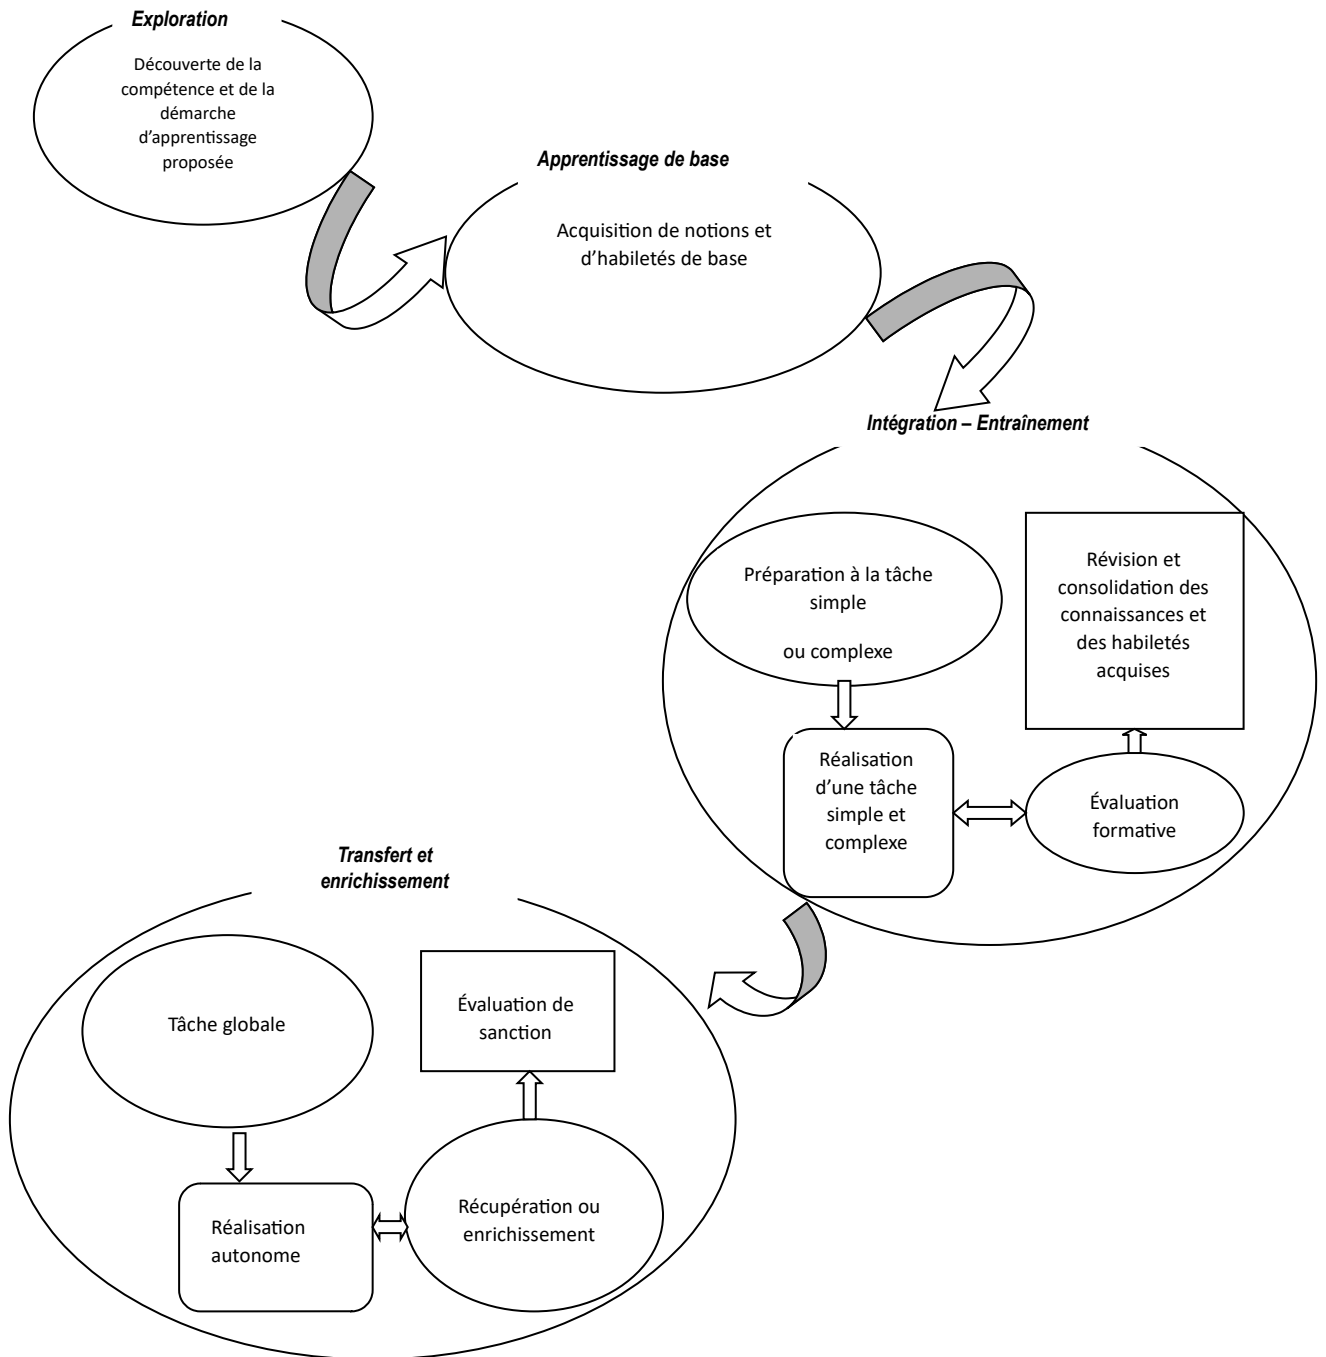 Exploration
Découverte de la
compétence et de la
démarche
d'apprentissage
proposée
Apprentissage de base
Acquisition de notions et
d'habiletés de base
Intégration – Entraînement
Préparation à la tâche
simple
ou complexe
Révision et
consolidation des
connaissances et
des habiletés
acquises
Réalisation
d'une tâche
simple et
complexe
Évaluation
formative
Transfert et
enrichissement
Tâche globale
Évaluation de
sanction
Réalisation
autonome
Récupération ou
enrichissement